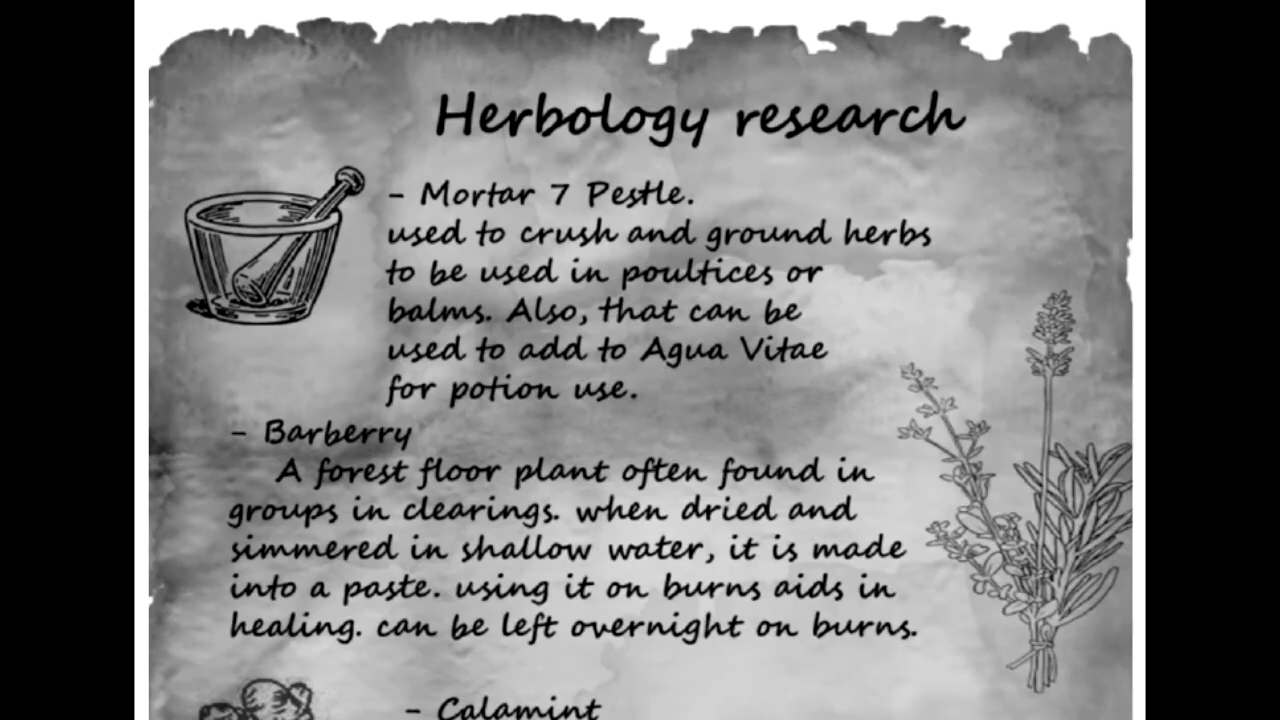 Herbology research
- Mortar 7 Pestle.
used to crush and ground herbs
to be used in poultices or
balms. Also, that can be
used to add to Agua Vitae
for potion use.
- Barberry
A forest floor plant often found in
groups in clearings. when dried and
simmered in shallow water, it is made
into a paste. using it on burns aids in
healing. can be left overnight on burns.
- Calamint